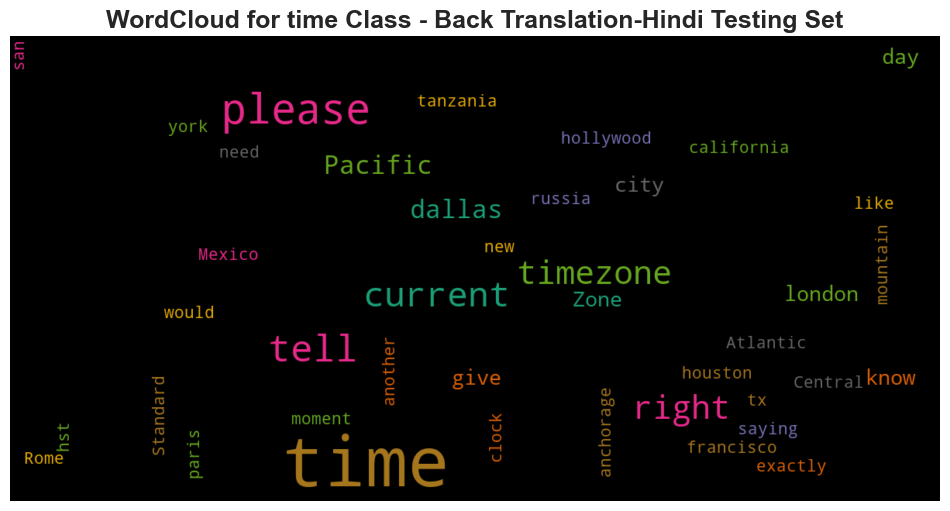 WordCloud for time Class - Back Translation-Hindi Testing Set
san
day
please
tanzania
york
hollywood
california
need
Pacific
city
russia
like
dallas
mountain
new
Mexico
timezone
current
Zone
london
would
tell
another
Atlantic
give
houston
Central
know
Standard
anchorage
right
tx
moment
clock
saying
hst
paris
francisco
Rome
time
exactly